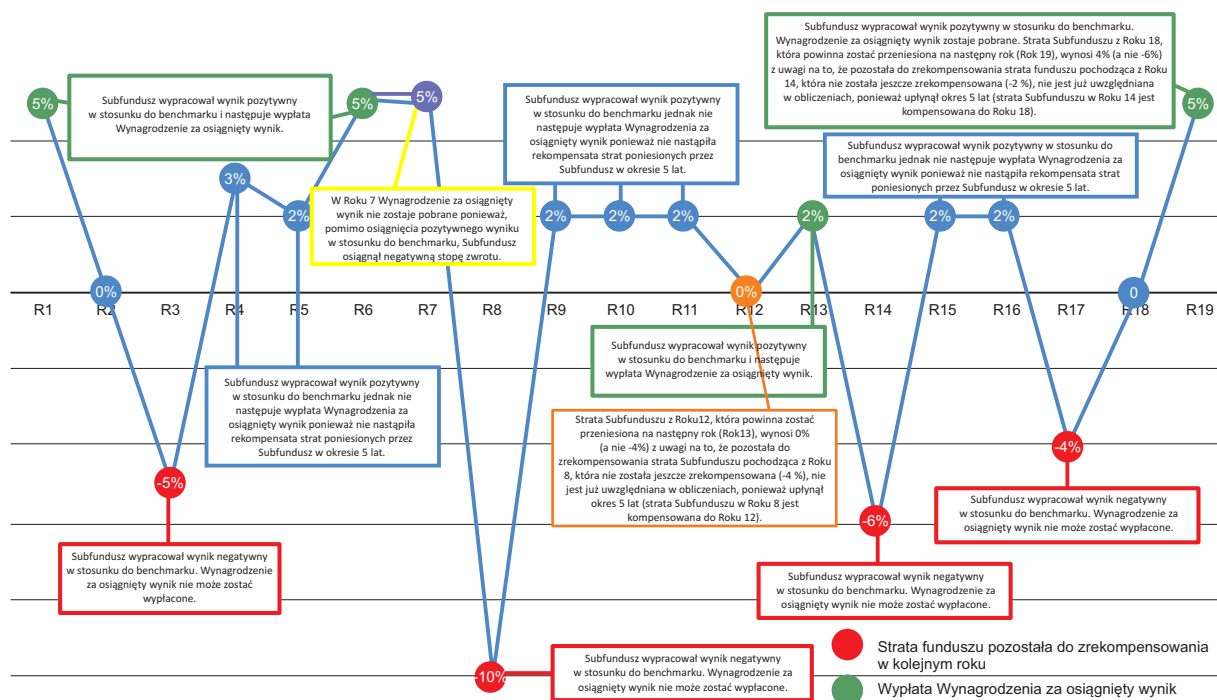 Subfundusz wypracował wynik pozytywny w stosunku do benchmarku.
Wynagrodzenie za osiągnięty wynik zostaje pobrane. Strata Subfunduszu z Roku 18,
która powinna zostać przeniesiona na następny rok (Rok 19), wynosi 4% (a nie -6%)
z uwagi na to, że pozostała do zrekompensowania strata funduszu pochodząca z Roku
14, która nie została jeszcze zrekompensowana (-2 %), nie jest już uwzględniana
w obliczeniach, ponieważ upłynął okres 5 lat (strata Subfunduszu w Roku 14 jest
kompensowana do Roku 18).
5%
Subfundusz wypracował wynik pozytywny
w stosunku do benchmarku i następuje wypłata
Wynagrodzenie za osiągnięty wynik.
5%
5%
Subfundusz wypracował wynik pozytywny
w stosunku do benchmarku jednak nie
następuje wypłata Wynagrodzenia za
osiągnięty wynik ponieważ nie nastąpiła
rekompensata strat poniesionych przez
Subfundusz w okresie 5 lat.
5%
Subfundusz wypracował wynik pozytywny w stosunku do
benchmarku jednak nie następuje wypłata Wynagrodzenia za
osiągnięty wynik ponieważ nie nastąpiła rekompensata strat
poniesionych przez Subfundusz w okresie 5 lat.
3%
2%
W Roku 7 Wynagrodzenie za osiągnięty
wynik nie zostaje pobrane ponieważ,
pomimo osiągnięcia pozytywnego wyniku
w stosunku do benchmarku, Subfundusz
osiągnął negatywną stopę zwrotu.
2% 2% 2% 2% 2% 2%
0% 0% 0
R1 R2 R3 R4 R5 R6 R7 R8 R9 R10 R11 R12 R13 R14 R15 R16 R17 R18 R19
Subfundusz wypracował wynik pozytywny
w stosunku do benchmarku i następuje
wypłata Wynagrodzenia za osiągnięty wynik.
Subfundusz wypracował wynik pozytywny
w stosunku do benchmarku jednak nie
następuje wypłata Wynagrodzenia za
osiągnięty wynik ponieważ nie nastąpiła
rekompensata strat poniesionych przez
Subfundusz w okresie 5 lat.
Strata Subfunduszu z Roku12, która powinna zostać
przeniesiona na następny rok (Rok13), wynosi 0%
(a nie -4%) z uwagi na to, że pozostała do
zrekompensowania strata Subfunduszu pochodząca z Roku
8, która nie została jeszcze zrekompensowana (-4 %), nie
jest już uwzględniana w obliczeniach, ponieważ upłynął
okres 5 lat (strata Subfunduszu w Roku 8 jest
kompensowana do Roku 12).
-4%
-5%
Subfundusz wypracował wynik negatywny
w stosunku do benchmarku. Wynagrodzenie za
osiągnięty wynik nie może zostać wypłacone.
-6%
Subfundusz wypracował wynik negatywny
w stosunku do benchmarku. Wynagrodzenie
za osiągnięty wynik nie może zostać
wypłacone.
Subfundusz wypracował wynik negatywny
w stosunku do benchmarku. Wynagrodzenie za
osiągnięty wynik nie może zostać wypłacone.
-10%
Subfundusz wypracował wynik negatywny
w stosunku do benchmarku. Wynagrodzenie za
osiągnięty wynik nie może zostać wypłacone.
Strata funduszu pozostała do zrekompensowania
w kolejnym roku
Wypłata Wynagrodzenia za osiągnięty wynik